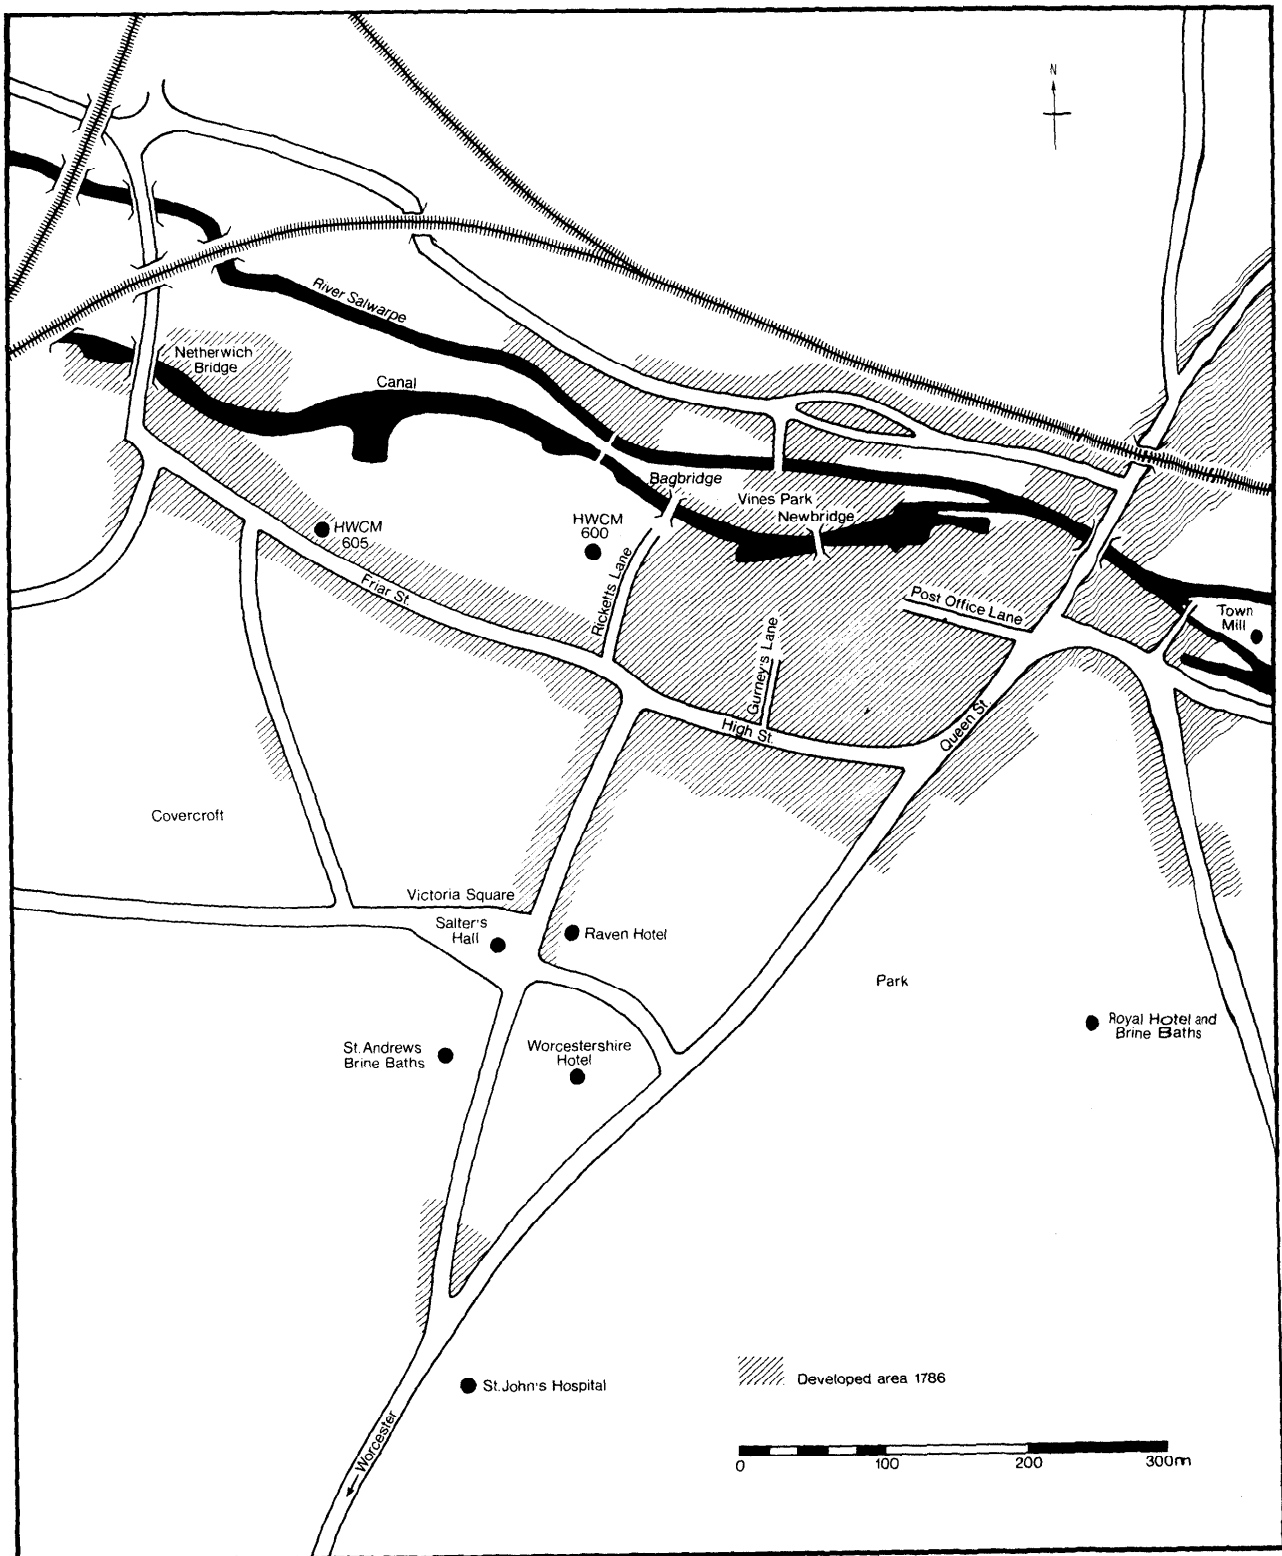 N
River Salwarpe
Netherwich
Bridge
Canal
Bagbridge
Vines Park
Newbridge
HWCM
605
HWCM
600
Friar St.
Ricketts Lane
Post Office Lane
Town
Mill
Gurney's Lane
High St.
Queen St
Covercroft
Victoria Square
Salter's
Hall
Raven Hotel
Park
Royal Hotel and
Brine Baths
St. Andrews
Brine Baths
Worcestershire
Hotel
St. John's Hospital
Developed area 1786
Worcester
0 100 200 300m